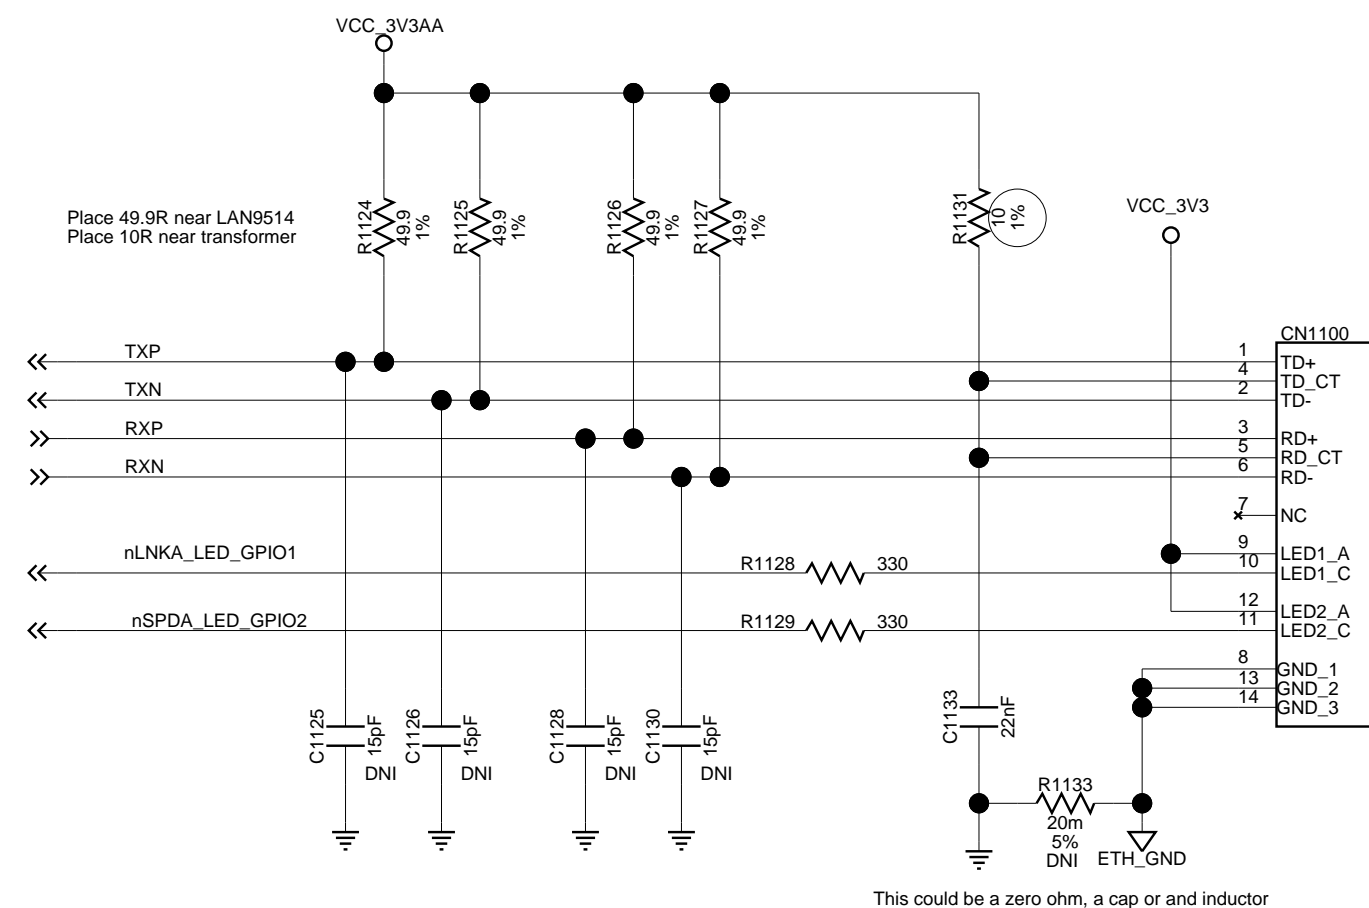 VCC_3V3AA
Place 49.9R near LAN9514
Place 10R near transformer
R1124
49.9
1%
R1125
49.9
1%
R1126
49.9
1%
R1127
49.9
1%
R1131
10
1%
VCC_3V3
CN1100
TXP
1
TD+
4
TD_CT
TXN
2
TD-
RXP
3
RD+
5
RD_CT
RXN
6
RD-
7
NC
nLNKA_LED_GPIO1
R1128
330
9
LED1_A
10
LED1_C
nSPDA_LED_GPIO2
R1129
330
12
LED2_A
11
LED2_C
8
GND_1
13
GND_2
14
GND_3
C1125
15pF
DNI
C1126
15pF
DNI
C1128
15pF
DNI
C1130
15pF
DNI
C1133
22nF
R1133
20m
5%
DNI
ETH_GND
This could be a zero ohm, a cap or and inductor